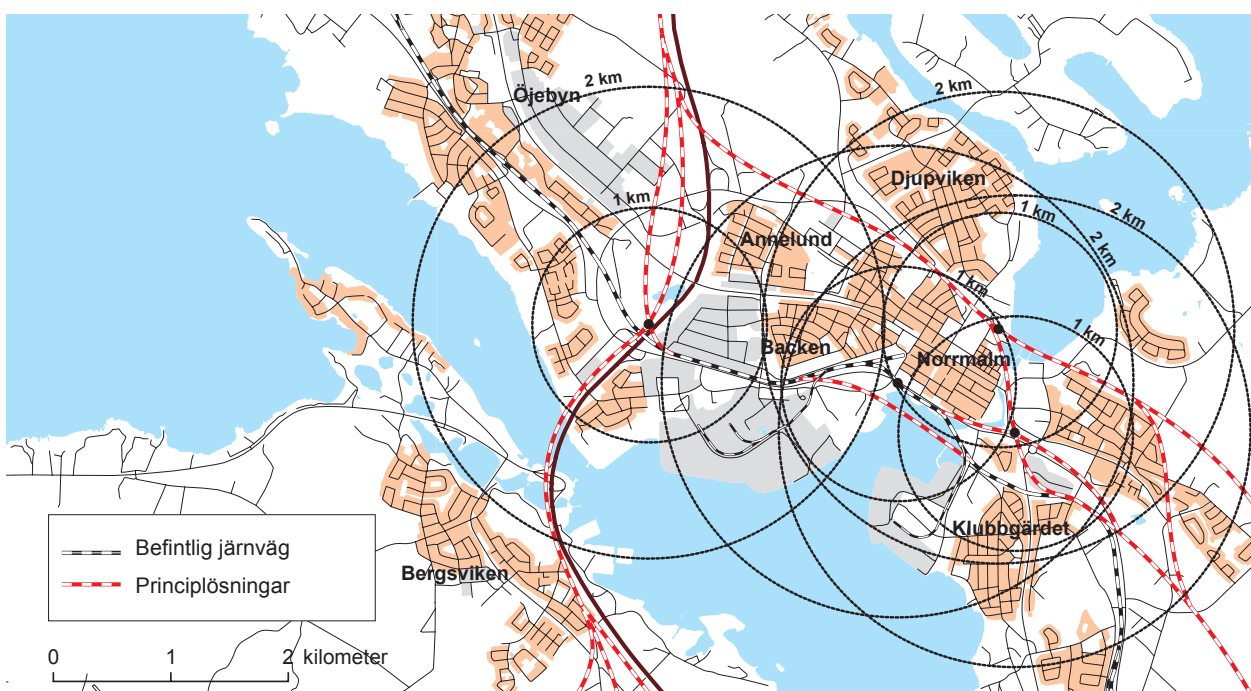 2 km
2 km
Öjebyn
Djupviken
1 km
1 km
2 km
Annelund
2 km
1 km
1 km
Backen
Norrmalm
Klubbgärdet
Befintlig järnväg
Bergsviken
Principlösningar
0 1 2 kilometer